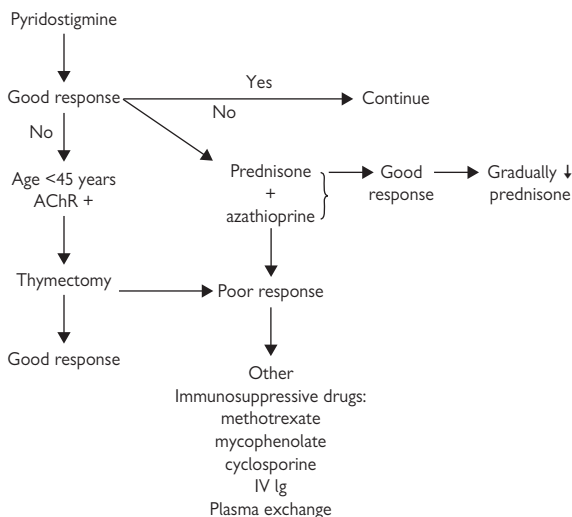 Pyridostigmine
Good response
Yes
Continue
No
No
Age <45 years
AChR +
Prednisone
+
azathioprine
Good
response
Gradually ↓
prednisone
Thymectomy
Poor response
Good response
Other
Immunosuppressive drugs:
methotrexate
mycophenolate
cyclosporine
IV Ig
Plasma exchange